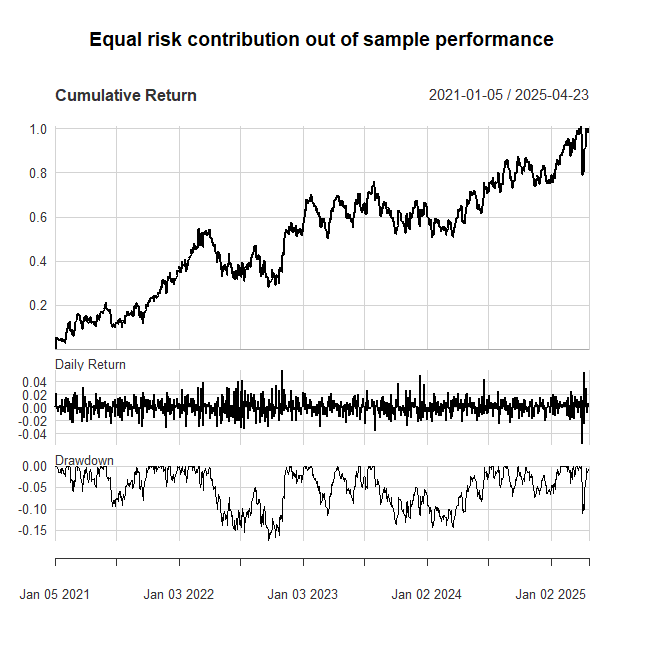 Equal risk contribution out of sample performance
Cumulative Return 2021-01-05 / 2025-04-23
1.0
0.8
0.6
0.4
0.2
Daily Return
0.04
0.02
0.00
-0.02
-0.04
Drawdown
0.00
-0.05
-0.10
-0.15
Jan 05 2021 Jan 03 2022 Jan 03 2023 Jan 02 2024 Jan 02 2025